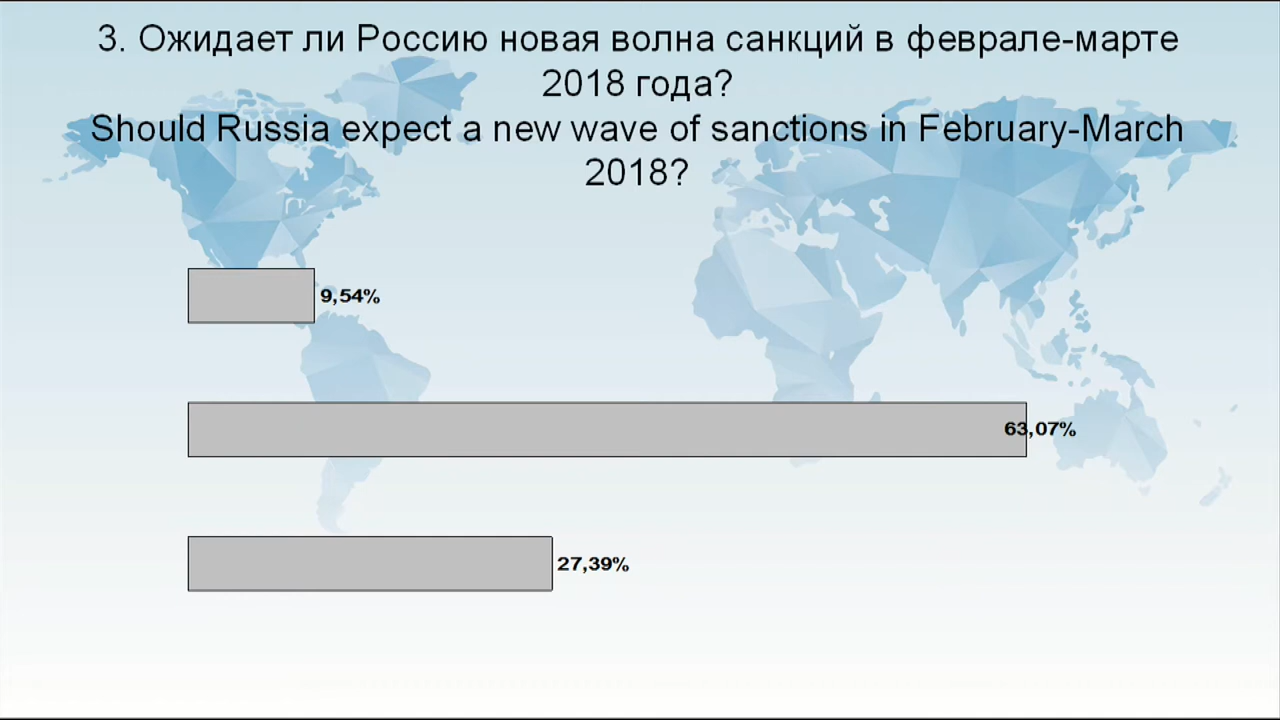 3. Ожидает ли Россию новая волна санкций в феврале-марте
2018 года?
Should Russia expect a new wave of sanctions in February-March
2018?
9,54%
63,07%
27,39%